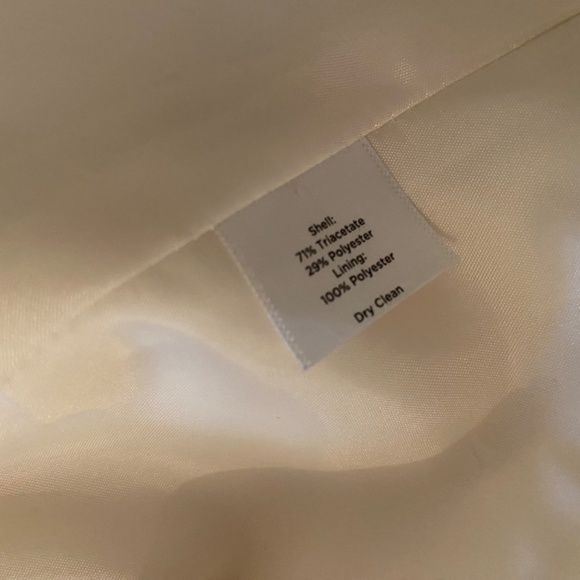 Shell:
71% Triacetate
29% Polyester
Lining:
100% Polyester
Dry Clean